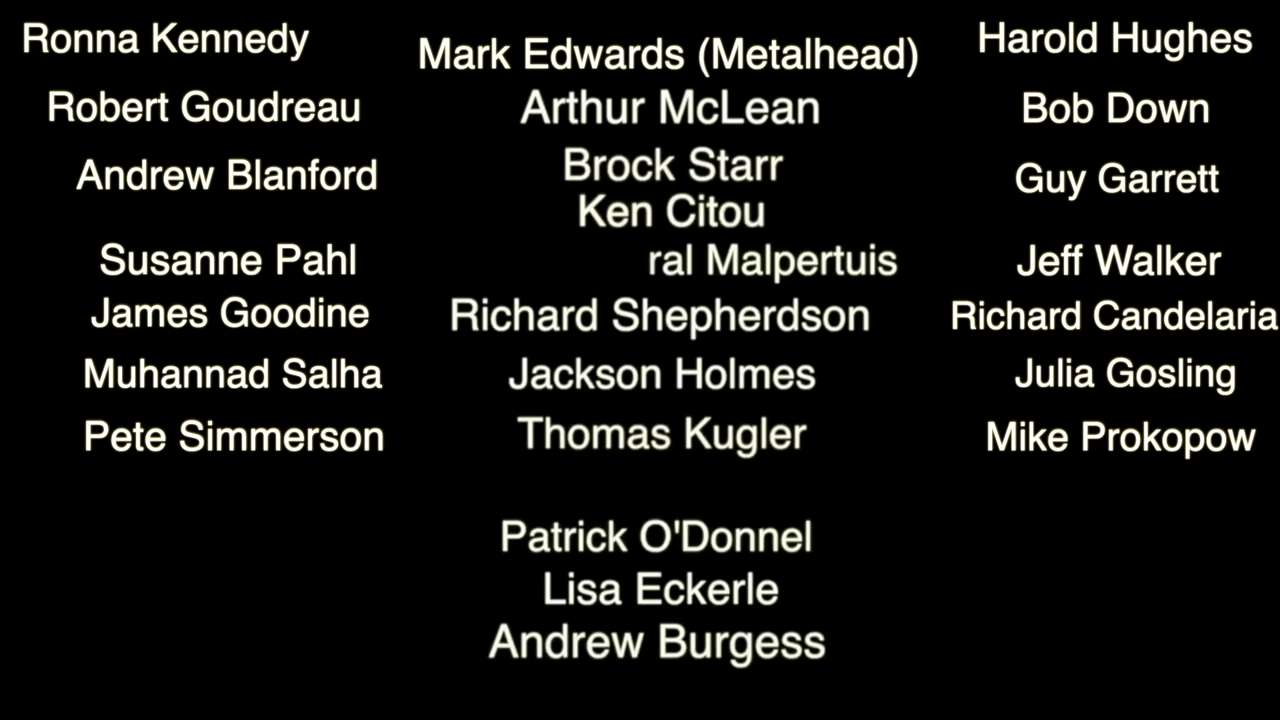 Ronna Kennedy
Robert Goudreau
Andrew Blanford
Susanne Pahl
James Goodine
Muhannad Salha
Pete Simmerson
Mark Edwards (Metalhead)
Arthur McLean
Brock Starr
Ken Citou
ral Malpertuis
Richard Shepherdson
Jackson Holmes
Thomas Kugler
Patrick O'Donnel
Lisa Eckerle
Andrew Burgess
Harold Hughes
Bob Down
Guy Garrett
Jeff Walker
Richard Candelaria
Julia Gosling
Mike Prokopow